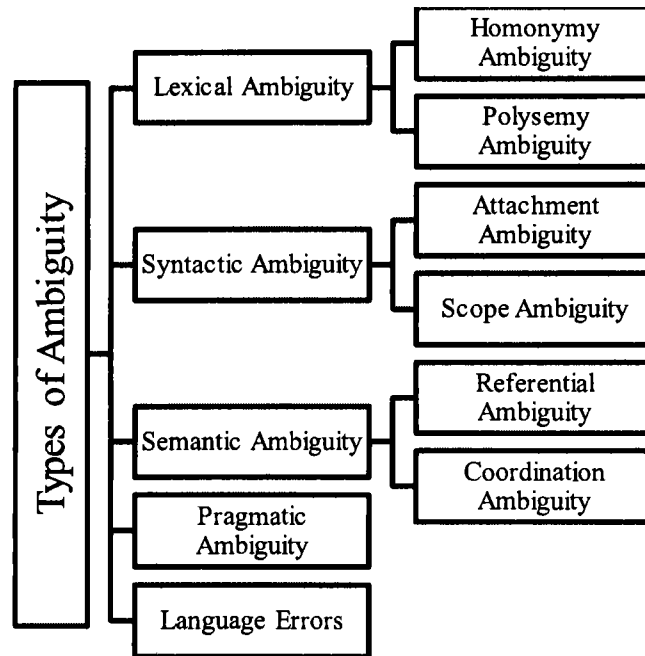 Types of Ambiguity
Lexical Ambiguity
Homonymy
Ambiguity
Polysemy
Ambiguity
Syntactic Ambiguity
Attachment
Ambiguity
Scope Ambiguity
Semantic Ambiguity
Referential
Ambiguity
Coordination
Ambiguity
Pragmatic
Ambiguity
Language Errors